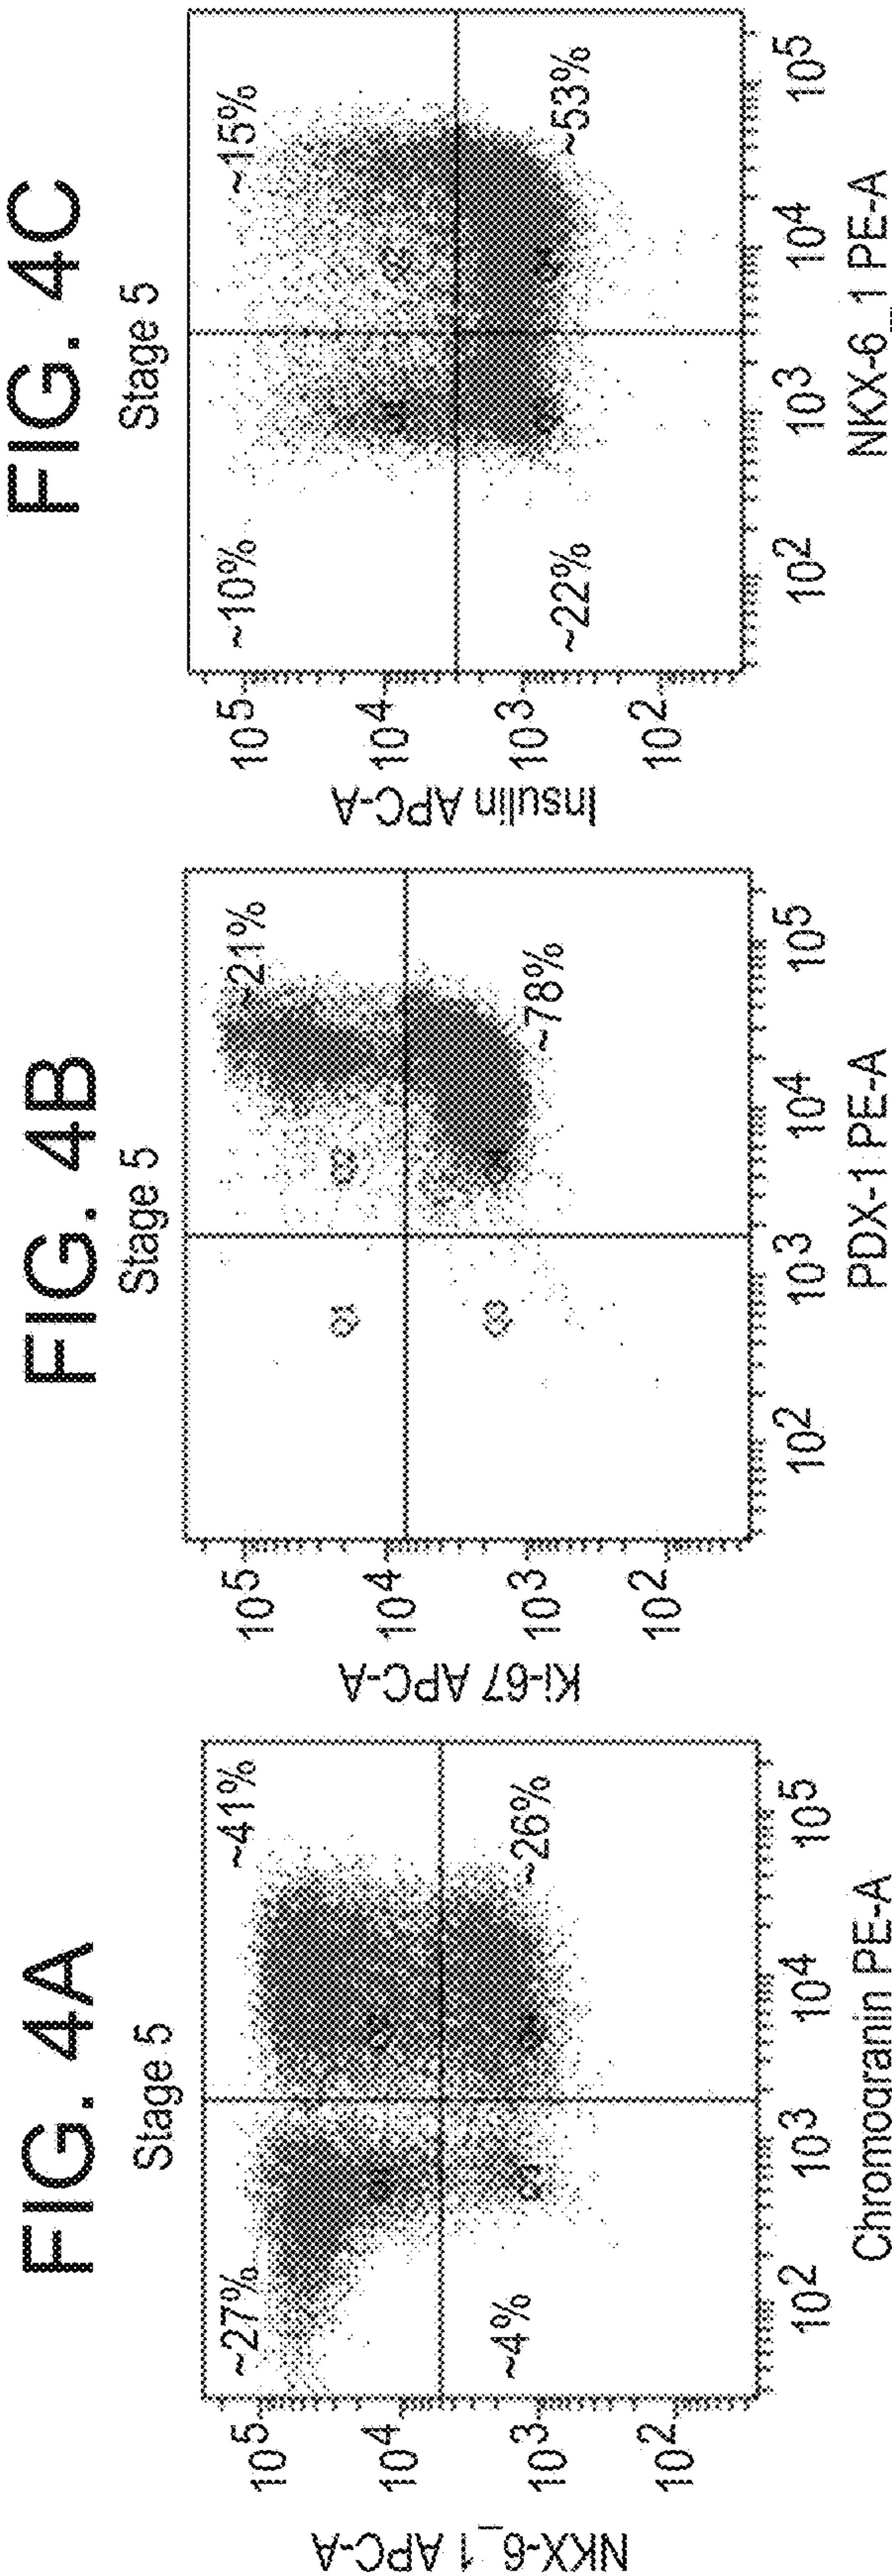 FIG. 4A
Stage 5
~27%
~41%
~4%
~26%
10^5
10^4
10^3
10^2
NKX-6_1 APC-A
10^2
10^3
10^4
10^5
Chromogranin PE-A
FIG. 4B
Stage 5
~21%
~78%
Q1
Q2
Q3
10^5
10^4
10^3
10^2
Ki-67 APC-A
10^2
10^3
10^4
10^5
PDX-1 PE-A
FIG. 4C
Stage 5
~10%
~15%
~22%
~53%
Q2
10^5
10^4
10^3
10^2
Insulin APC-A
10^2
10^3
10^4
10^5
NKX-6_1 PE-A